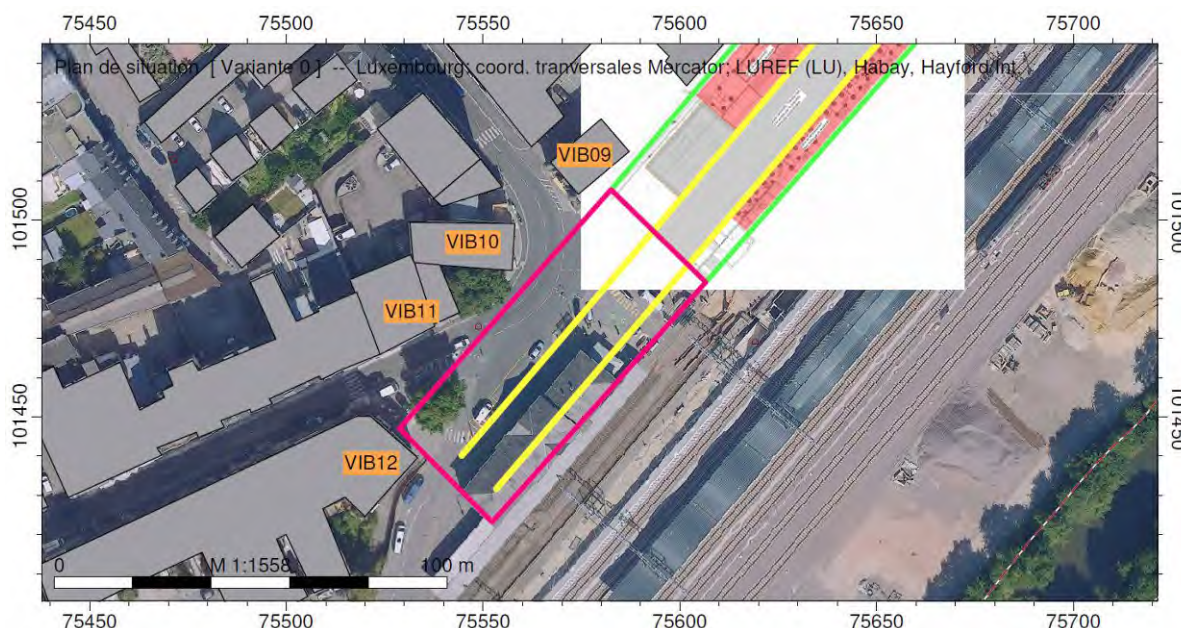 75450 75500 75550 75600 75650 75700
Plan de situation [ Variante 0 ] -- Luxembourg; coord. tranversales Mercator; LUREF (LU), Habay, Hayford Int.
VIB09
101500 101500
VIB10
VIB11
101450 101450
VIB12
0 M 1:1558 100 m
75450 75500 75550 75600 75650 75700